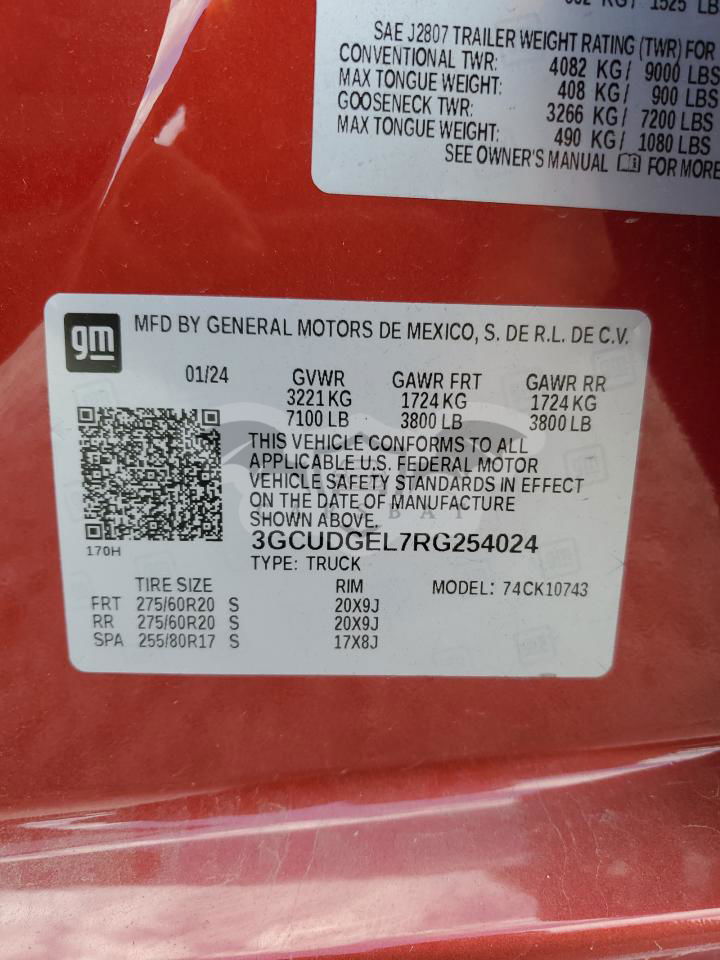 1525 LB
SAE J2807 TRAILER WEIGHT RATING (TWR) FOR
CONVENTIONAL TWR: 4082 KG/ 9000 LBS
MAX TONGUE WEIGHT: 408 KG/ 900 LBS
GOOSENECK TWR: 3266 KG/ 7200 LBS
MAX TONGUE WEIGHT: 490 KG/ 1080 LBS
SEE OWNER'S MANUAL FOR MORE
gm MFD BY GENERAL MOTORS DE MEXICO, S. DE R.L. DE C.V.
01/24 GVWR GAWR FRT GAWR RR
3221 KG 1724 KG 1724 KG
7100 LB 3800 LB 3800 LB
THIS VEHICLE CONFORMS TO ALL
APPLICABLE U.S. FEDERAL MOTOR
VEHICLE SAFETY STANDARDS IN EFFECT
ON THE DATE OF MANUFACTURE
SHOWN ABOVE.
3GCUDGEL7RG254024
170H TYPE: TRUCK
TIRE SIZE RIM MODEL: 74CK10743
FRT 275/60R20 S 20X9J
RR 275/60R20 S 20X9J
SPA 255/80R17 S 17X8J